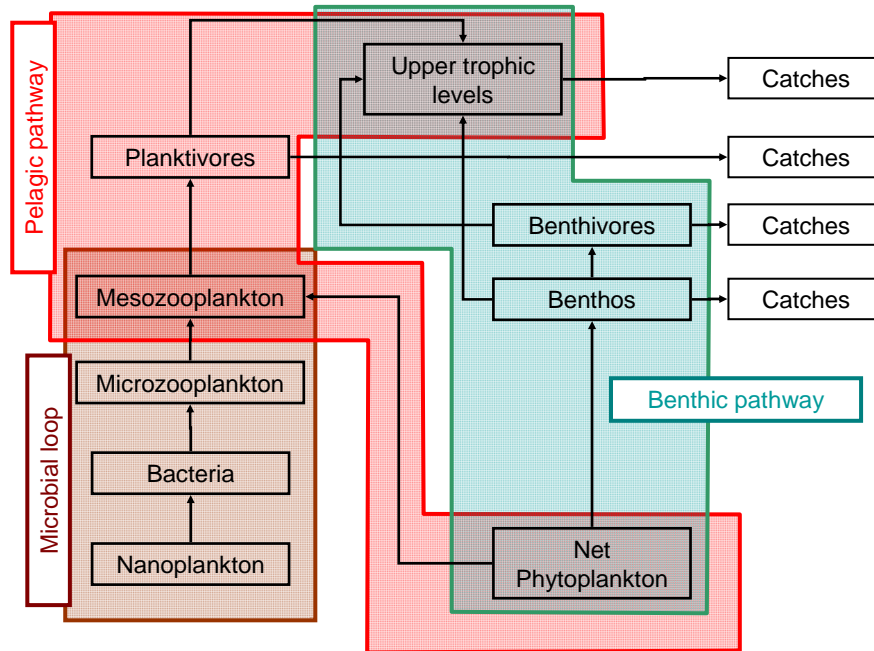 Pelagic pathway
Upper trophic
levels
Catches
Planktivores
Catches
Benthivores
Catches
Mesozooplankton
Benthos
Catches
Microbial loop
Microzooplankton
Benthic pathway
Bacteria
Nanoplankton
Net
Phytoplankton